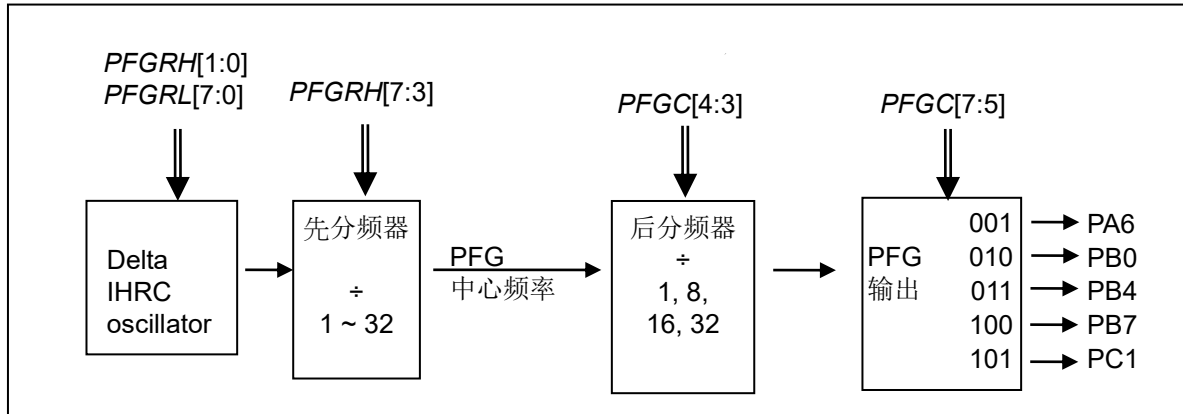 PFGRH[1:0]
PFGRL[7:0]
PFGRH[7:3]
PFGC[4:3]
PFGC[7:5]
Delta
IHRC
oscillator
先分频器
÷
1 ~ 32
PFG
中心频率
后分频器
÷
1, 8,
16, 32
PFG
输出
001
010
011
100
101
PA6
PB0
PB4
PB7
PC1